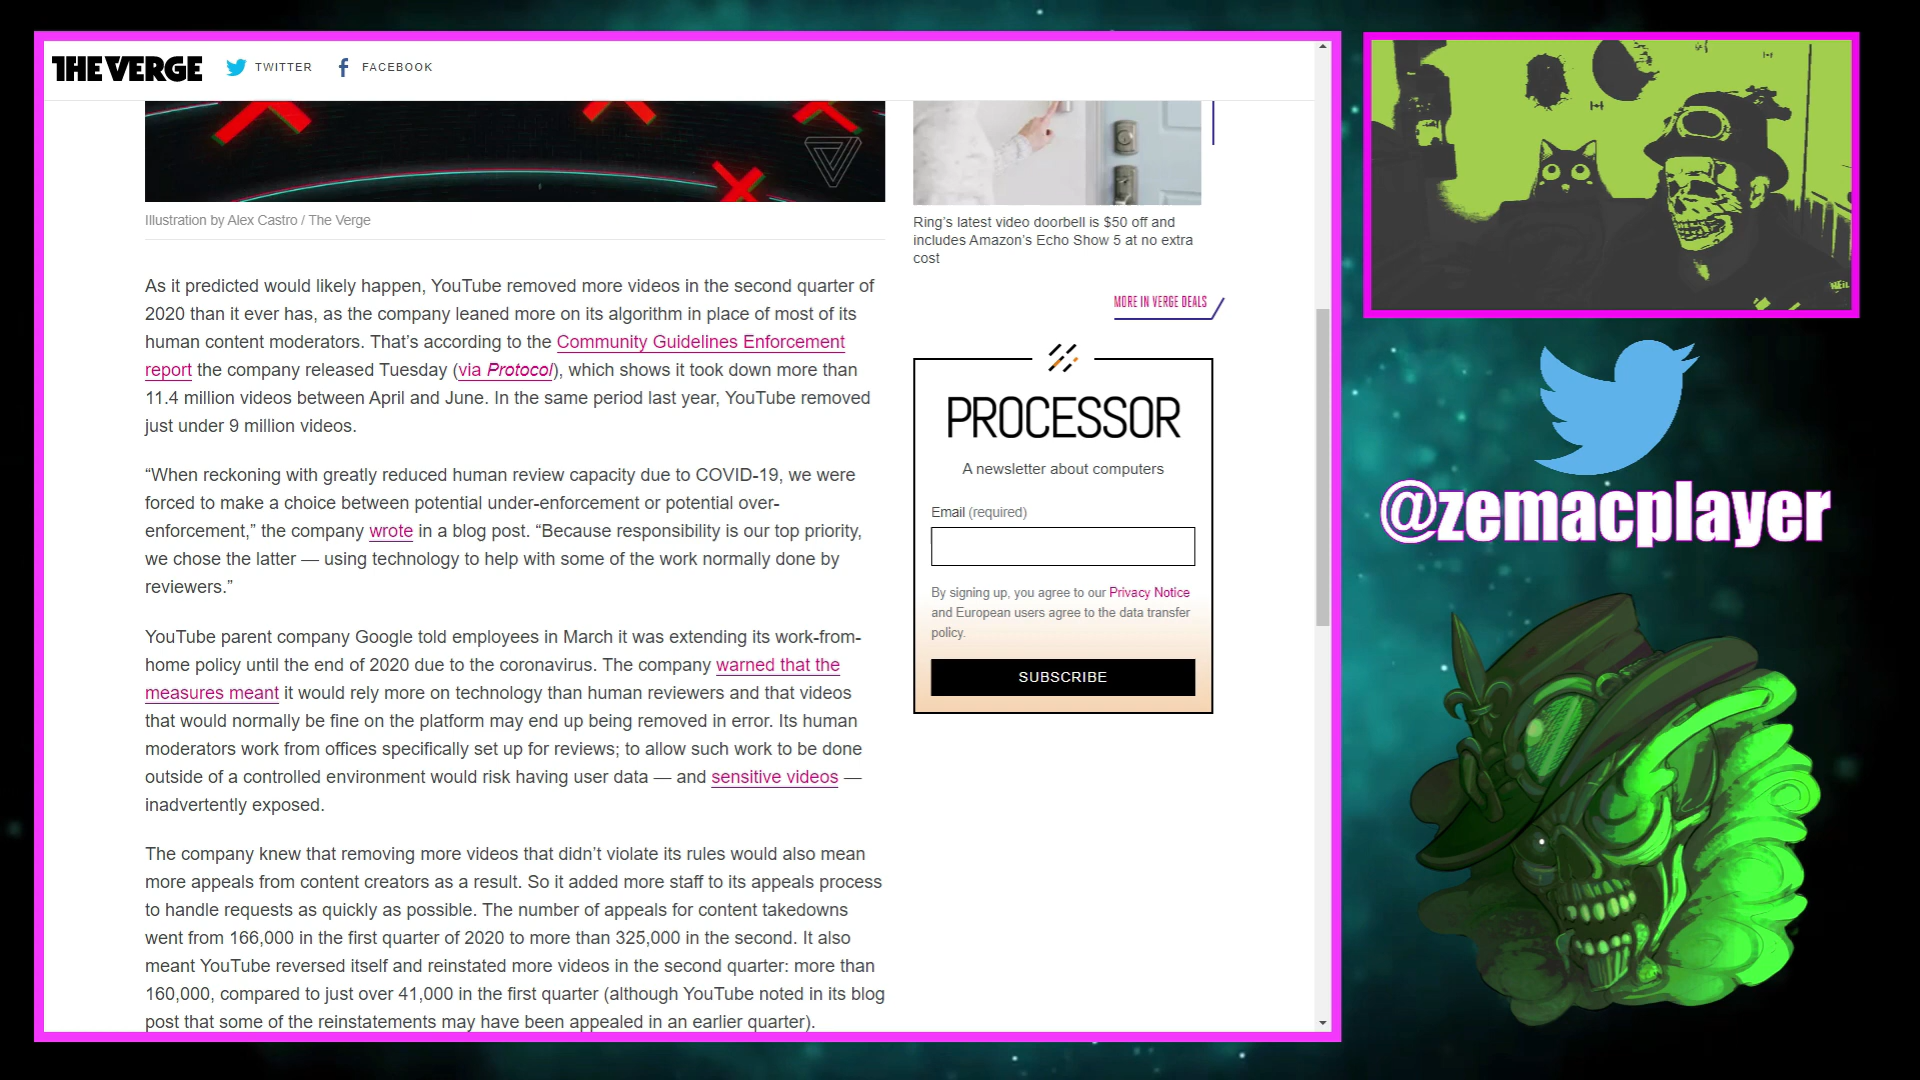 THE VERGE
TWITTER
FACEBOOK
Illustration by Alex Castro / The Verge
As it predicted would likely happen, YouTube removed more videos in the second quarter of
2020 than it ever has, as the company leaned more on its algorithm in place of most of its
human content moderators. That’s according to the Community Guidelines Enforcement
report the company released Tuesday (via Protocol), which shows it took down more than
11.4 million videos between April and June. In the same period last year, YouTube removed
just under 9 million videos.
“When reckoning with greatly reduced human review capacity due to COVID-19, we were
forced to make a choice between potential under-enforcement or potential over-
enforcement,” the company wrote in a blog post. “Because responsibility is our top priority,
we chose the latter — using technology to help with some of the work normally done by
reviewers.”
YouTube parent company Google told employees in March it was extending its work-from-
home policy until the end of 2020 due to the coronavirus. The company warned that the
measures meant it would rely more on technology than human reviewers and that videos
that would normally be fine on the platform may end up being removed in error. Its human
moderators work from offices specifically set up for reviews; to allow such work to be done
outside of a controlled environment would risk having user data — and sensitive videos —
inadvertently exposed.
The company knew that removing more videos that didn’t violate its rules would also mean
more appeals from content creators as a result. So it added more staff to its appeals process
to handle requests as quickly as possible. The number of appeals for content takedowns
went from 166,000 in the first quarter of 2020 to more than 325,000 in the second. It also
meant YouTube reversed itself and reinstated more videos in the second quarter: more than
160,000, compared to just over 41,000 in the first quarter (although YouTube noted in its blog
post that some of the reinstatements may have been appealed in an earlier quarter).
Ring’s latest video doorbell is $50 off and
includes Amazon’s Echo Show 5 at no extra
cost
MORE IN VERGE DEALS
PROCESSOR
A newsletter about computers
Email (required)
By signing up, you agree to our Privacy Notice
and European users agree to the data transfer
policy.
SUBSCRIBE
NEIL
@zemacplayer